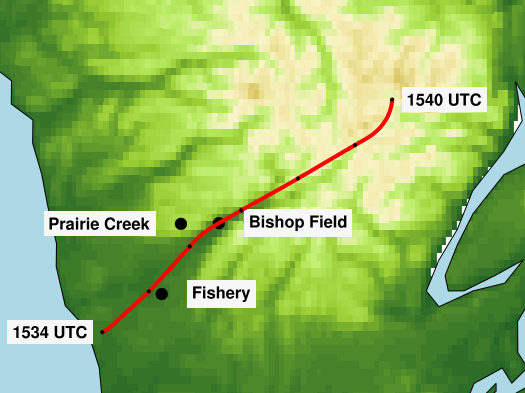 1540 UTC
Prairie Creek
Bishop Field
Fishery
1534 UTC